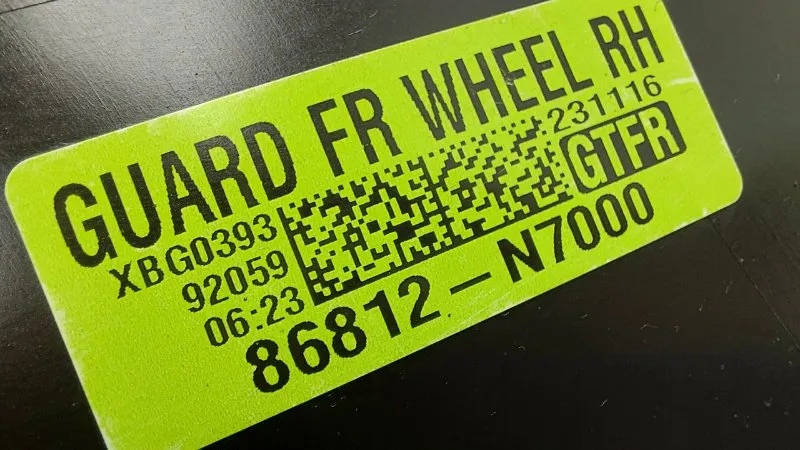 GUARD FR WHEEL RH
XBG0393
231116
92059
GTFR
06:23
86812-N7000